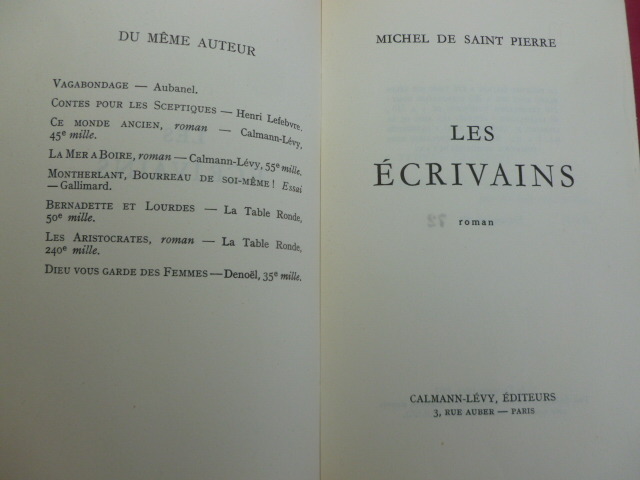 DU MÊME AUTEUR
VAGABONDAGE — Aubanel.
CONTES POUR LES SCEPTIQUES — Henri Lefebvre.
CE MONDE ANCIEN, roman — Calmann-Lévy,
45e mille.
LA MER A BOIRE, roman — Calmann-Lévy, 55e mille.
MONTHERLANT, BOURREAU DE SOI-MÊME ! Essai
— Gallimard.
BERNADETTE ET LOURDES — La Table Ronde,
50e mille.
LES ARISTOCRATES, roman — La Table Ronde,
240e mille.
DIEU VOUS GARDE DES FEMMES — Denoël, 35e mille.
MICHEL DE SAINT PIERRE
LES
ÉCRIVAINS
roman
CALMANN-LÉVY, ÉDITEURS
3, RUE AUBER — PARIS